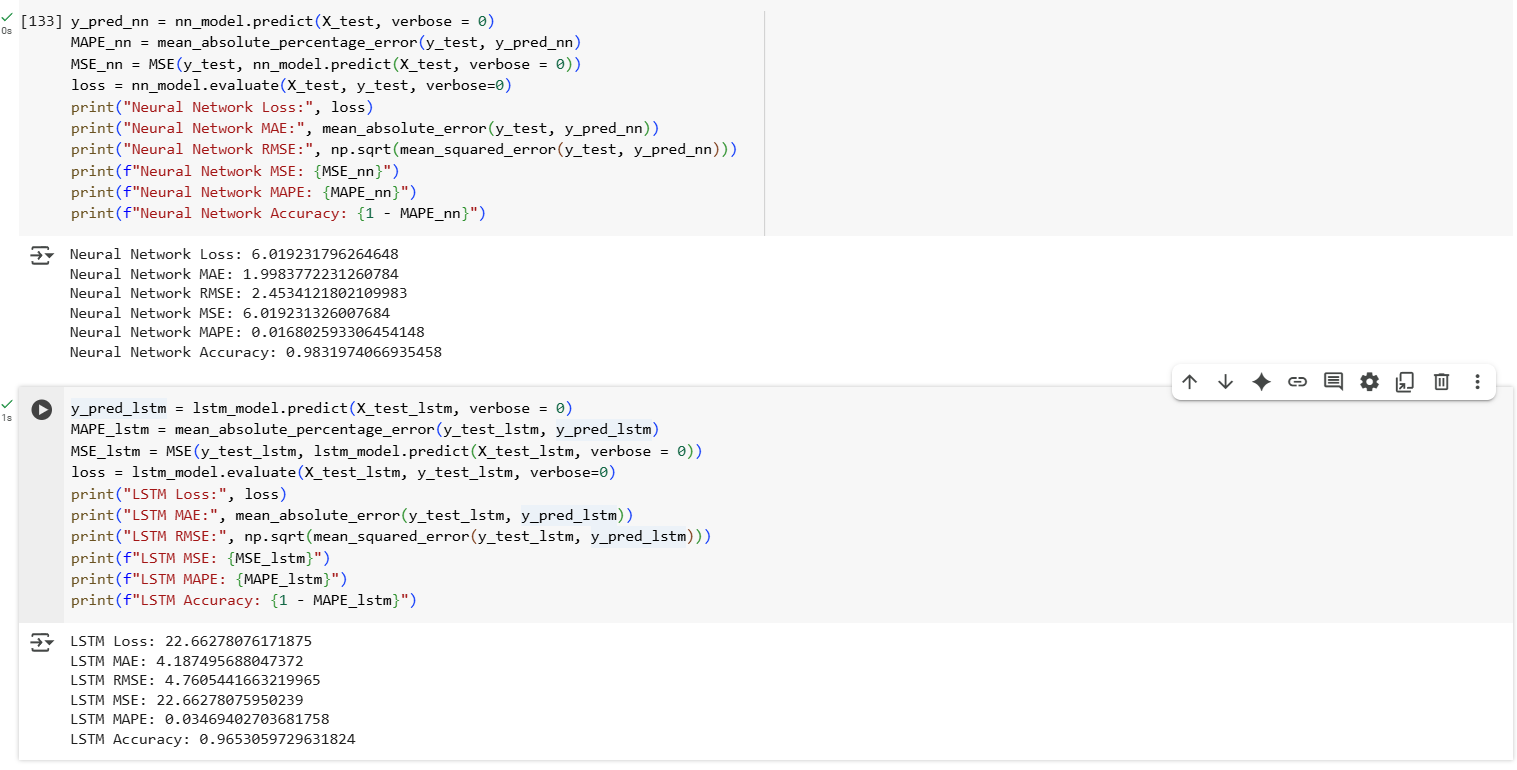 [133] y_pred_nn = nn_model.predict(X_test, verbose = 0)
0s
MAPE_nn = mean_absolute_percentage_error(y_test, y_pred_nn)
MSE_nn = MSE(y_test, nn_model.predict(X_test, verbose = 0))
loss = nn_model.evaluate(X_test, y_test, verbose=0)
print("Neural Network Loss:", loss)
print("Neural Network MAE:", mean_absolute_error(y_test, y_pred_nn))
print("Neural Network RMSE:", np.sqrt(mean_squared_error(y_test, y_pred_nn)))
print(f"Neural Network MSE: {MSE_nn}")
print(f"Neural Network MAPE: {MAPE_nn}")
print(f"Neural Network Accuracy: {1 - MAPE_nn}")
Neural Network Loss: 6.019231796264648
Neural Network MAE: 1.9983772231260784
Neural Network RMSE: 2.4534121802109983
Neural Network MSE: 6.019231326007684
Neural Network MAPE: 0.016802593306454148
Neural Network Accuracy: 0.9831974066935458
y_pred_lstm = lstm_model.predict(X_test_lstm, verbose = 0)
1s
MAPE_lstm = mean_absolute_percentage_error(y_test_lstm, y_pred_lstm)
MSE_lstm = MSE(y_test_lstm, lstm_model.predict(X_test_lstm, verbose = 0))
loss = lstm_model.evaluate(X_test_lstm, y_test_lstm, verbose=0)
print("LSTM Loss:", loss)
print("LSTM MAE:", mean_absolute_error(y_test_lstm, y_pred_lstm))
print("LSTM RMSE:", np.sqrt(mean_squared_error(y_test_lstm, y_pred_lstm)))
print(f"LSTM MSE: {MSE_lstm}")
print(f"LSTM MAPE: {MAPE_lstm}")
print(f"LSTM Accuracy: {1 - MAPE_lstm}")
LSTM Loss: 22.66278076171875
LSTM MAE: 4.187495688047372
LSTM RMSE: 4.7605441663219965
LSTM MSE: 22.66278075950239
LSTM MAPE: 0.03469402703681758
LSTM Accuracy: 0.9653059729631824